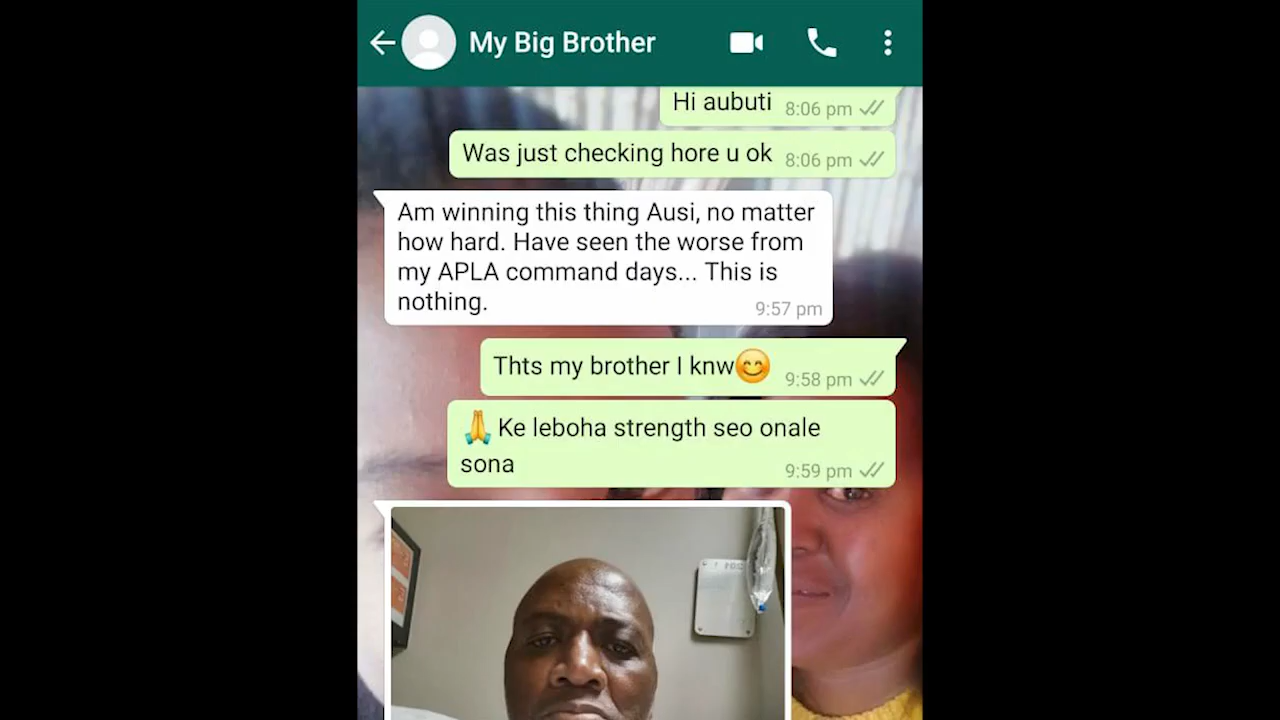 My Big Brother
Hi aubuti 8:06 pm
Was just checking hore u ok 8:06 pm
Am winning this thing Ausi, no matter
how hard. Have seen the worse from
my APLA command days... This is
nothing. 9:57 pm
Thts my brother I knw😊 9:58 pm
🙏Ke leboha strength seo onale
sona 9:59 pm